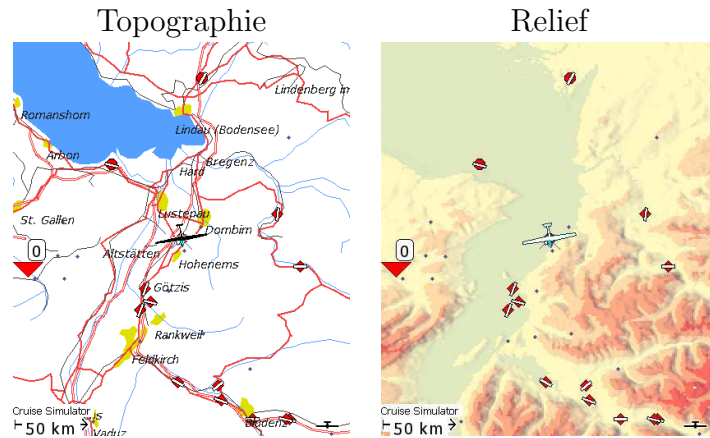 Topographie
Relief
Lindenberg im
Romanshorn
Lindau (Bodensee)
Arbon
Bregenz
Hard
St. Gallen
Lustenau
Dornbirn
0
Altstätten
Hohenems
0
Götzis
Rankweil
Feldkirch
Cruise Simulator
50 km
Vaduz
Bludenz
Cruise Simulator
50 km